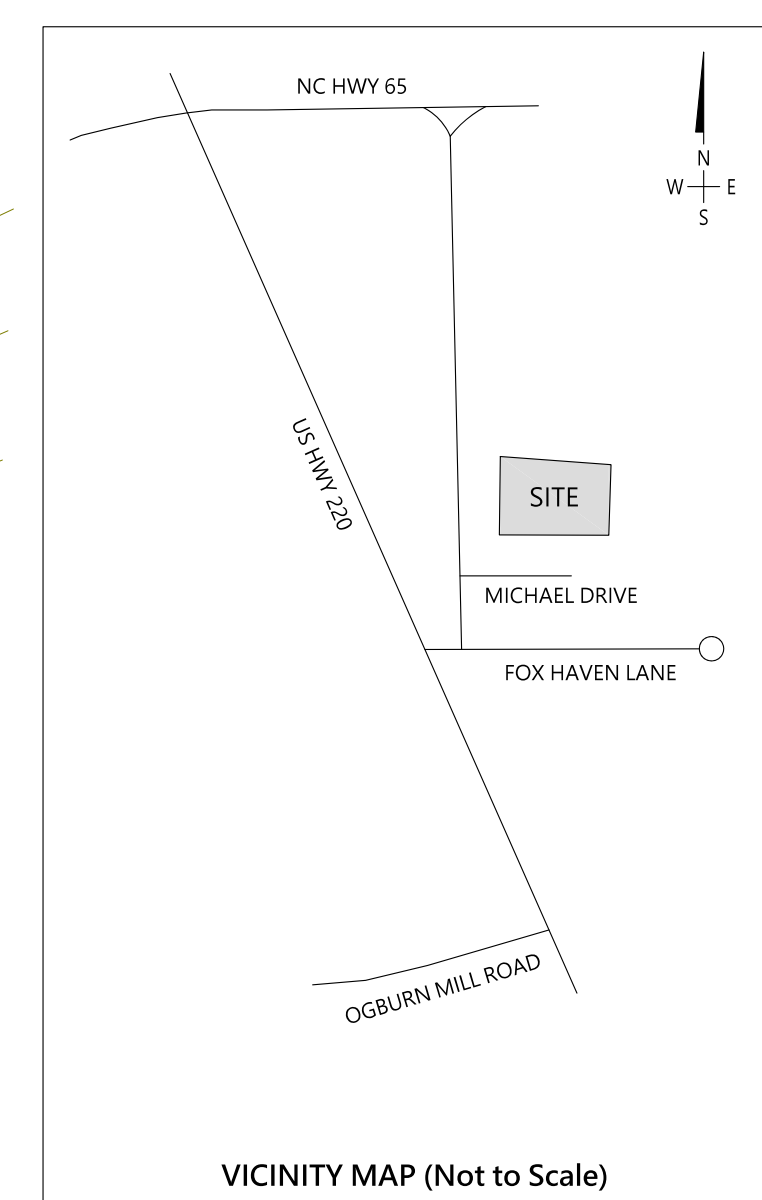 NC HWY 65
N
W E
S
US HWY 220
SITE
MICHAEL DRIVE
FOX HAVEN LANE
OGBURN MILL ROAD
VICINITY MAP (Not to Scale)